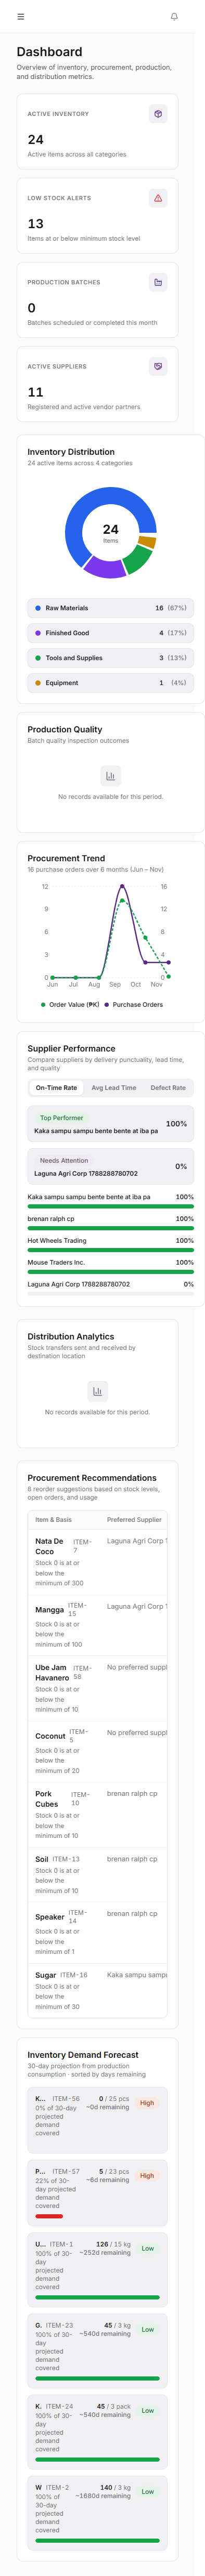 Dashboard
Overview of inventory, procurement, production,
and distribution metrics.
ACTIVE INVENTORY
24
Active items across all categories
LOW STOCK ALERTS
13
Items at or below minimum stock level
PRODUCTION BATCHES
0
Batches scheduled or completed this month
ACTIVE SUPPLIERS
11
Registered and active vendor partners
Inventory Distribution
24 active items across 4 categories
24
Items
Raw Materials 16 (67%)
Finished Good 4 (17%)
Tools and Supplies 3 (13%)
Equipment 1 (4%)
Production Quality
Batch quality inspection outcomes
No records available for this period.
Procurement Trend
16 purchase orders over 6 months (Jun – Nov)
12 16
9 12
6 8
3 4
0 0
Jun Jul Aug Sep Oct Nov
Order Value (₱K) Purchase Orders
Supplier Performance
Compare suppliers by delivery punctuality, lead time,
and quality
On-Time Rate Avg Lead Time Defect Rate
Top Performer
Kaka sampu sampu bente bente at iba pa 100%
Needs Attention
Laguna Agri Corp 1788288780702 0%
Kaka sampu sampu bente bente at iba pa 100%
brenan ralph cp 100%
Hot Wheels Trading 100%
Mouse Traders Inc. 100%
Laguna Agri Corp 1788288780702 0%
Distribution Analytics
Stock transfers sent and received by
destination location
No records available for this period.
Procurement Recommendations
8 reorder suggestions based on stock levels,
open orders, and usage
Item & Basis Preferred Supplier
Nata De Coco ITEM-7 Laguna Agri Corp 1
Stock 0 is at or
below the
minimum of 300
Mangga ITEM-15 Laguna Agri Corp 1
Stock 0 is at or
below the
minimum of 100
Ube Jam Havanero ITEM-58 No preferred suppl
Stock 0 is at or
below the
minimum of 10
Coconut ITEM-5 No preferred suppl
Stock 0 is at or
below the
minimum of 20
Pork Cubes ITEM-10 brenan ralph cp
Stock 0 is at or
below the
minimum of 10
Soil ITEM-13 brenan ralph cp
Stock 0 is at or
below the
minimum of 10
Speaker ITEM-14 brenan ralph cp
Stock 0 is at or
below the
minimum of 1
Sugar ITEM-16 Kaka sampu sampu
Stock 0 is at or
below the
minimum of 30
Inventory Demand Forecast
30-day projection from production
consumption · sorted by days remaining
K... ITEM-56 0 / 25 pcs High
0% of 30-day ~0d remaining
projected
demand
covered
P... ITEM-57 5 / 23 pcs High
22% of 30- ~6d remaining
day projected
demand
covered
U... ITEM-1 126 / 15 kg Low
100% of 30- ~252d remaining
day
projected
demand
covered
G. ITEM-23 45 / 3 kg Low
100% of 30- ~540d remaining
day
projected
demand
covered
K. ITEM-24 45 / 3 pack Low
100% of 30- ~540d remaining
day
projected
demand
covered
W ITEM-2 140 / 3 kg Low
100% of ~1680d remaining
30-day
projected
demand
covered